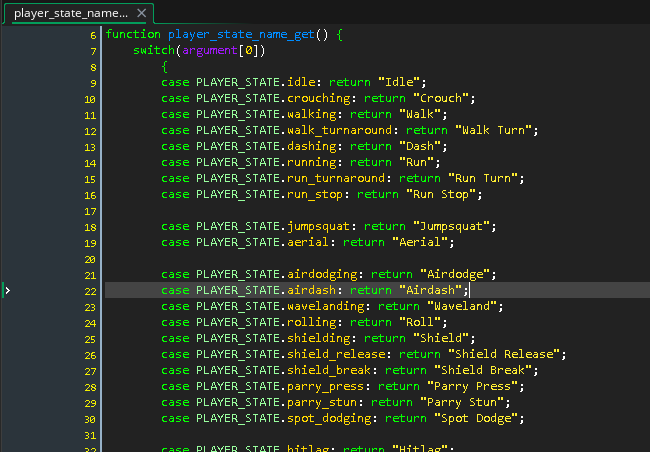 player_state_name... ×
6 function player_state_name_get() {
7 switch(argument[0])
8 {
9 case PLAYER_STATE.idle: return "Idle";
10 case PLAYER_STATE.crouching: return "Crouch";
11 case PLAYER_STATE.walking: return "Walk";
12 case PLAYER_STATE.walk_turnaround: return "Walk Turn";
13 case PLAYER_STATE.dashing: return "Dash";
14 case PLAYER_STATE.running: return "Run";
15 case PLAYER_STATE.run_turnaround: return "Run Turn";
16 case PLAYER_STATE.run_stop: return "Run Stop";
17
18 case PLAYER_STATE.jumpsquat: return "Jumpsquat";
19 case PLAYER_STATE.aerial: return "Aerial";
20
21 case PLAYER_STATE.airdodging: return "Airdodge";
22 case PLAYER_STATE.airdash: return "Airdash";
23 case PLAYER_STATE.wavelanding: return "Waveland";
24 case PLAYER_STATE.rolling: return "Roll";
25 case PLAYER_STATE.shielding: return "Shield";
26 case PLAYER_STATE.shield_release: return "Shield Release";
27 case PLAYER_STATE.shield_break: return "Shield Break";
28 case PLAYER_STATE.parry_press: return "Parry Press";
29 case PLAYER_STATE.parry_stun: return "Parry Stun";
30 case PLAYER_STATE.spot_dodging: return "Spot Dodge";
31
32 case PLAYER_STATE.hitlag: return "Hitlag";